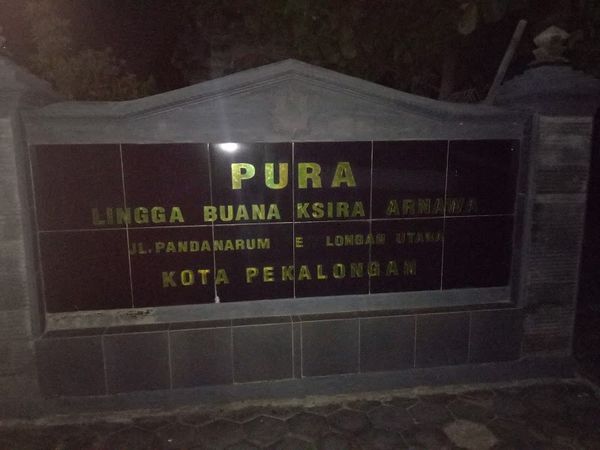 PURA
LINGGA BUANA KSIRA ARNAWA
JL. PANDANARUM E LONGAN UTARA
KOTA PEKALONGAN